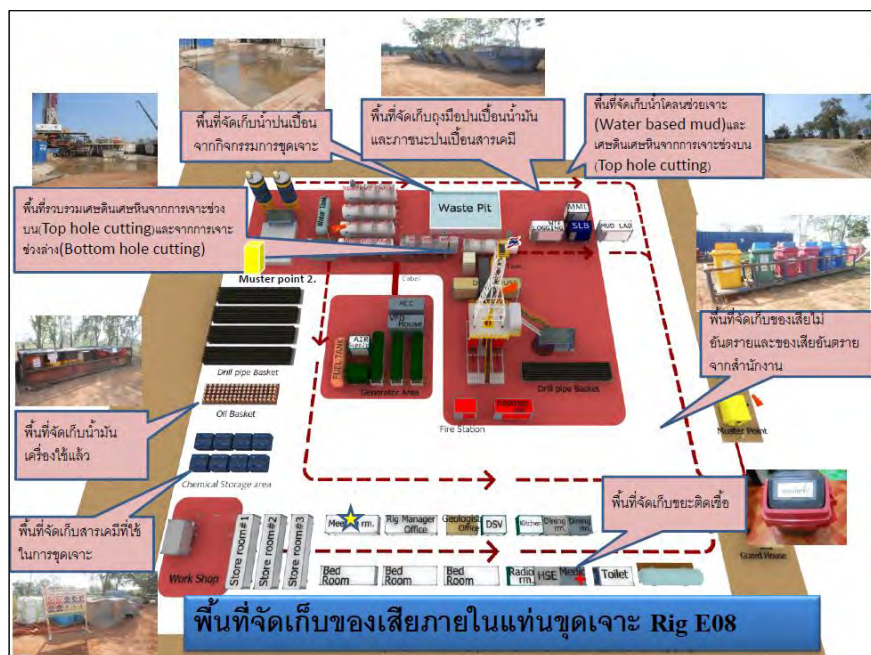 พื้นที่จัดเก็บน้ำปนเปื้อน
จากกิจกรรมการขุดเจาะ
พื้นที่จัดเก็บถุงมือปนเปื้อนน้ำมัน
และภาชนะปนเปื้อนสารเคมี
พื้นที่จัดเก็บน้ำโคลนช่วยเจาะ
(Water based mud)และ
เศษดินเศษหินจากการเจาะช่วงบน
(Top hole cutting)
พื้นที่รวบรวมเศษดินเศษหินจากการเจาะช่วง
บน(Top hole cutting)และจากการเจาะ
ช่วงล่าง(Bottom hole cutting)
Waste Pit
MML
SLB
LOGGING
MUD LAB
Muster point 2.
พื้นที่จัดเก็บของเสียไม่
อันตรายและของเสียอันตราย
จากสำนักงาน
VFD
House
AIR
FUEL TANK
Generator Area
Drill pipe Basket
Drill pipe Basket
Fire Station
Muster Point
Oil Basket
พื้นที่จัดเก็บน้ำมัน
เครื่องใช้แล้ว
Chemical Storage area
พื้นที่จัดเก็บสารเคมีที่ใช้
ในการขุดเจาะ
พื้นที่จัดเก็บขยะติดเชื้อ
Guard House
Work Shop
Store room#1
Store room#2
Store room#3
Rig Manager
Office
Geologist
Office
DSV
Kitchen
Dining
rm.
Dining
rm.
Bed
Room
Bed
Room
Bed
Room
Radio
rm.
HSE
Medic
Toilet
พื้นที่จัดเก็บของเสียภายในแท่นขุดเจาะ Rig E08